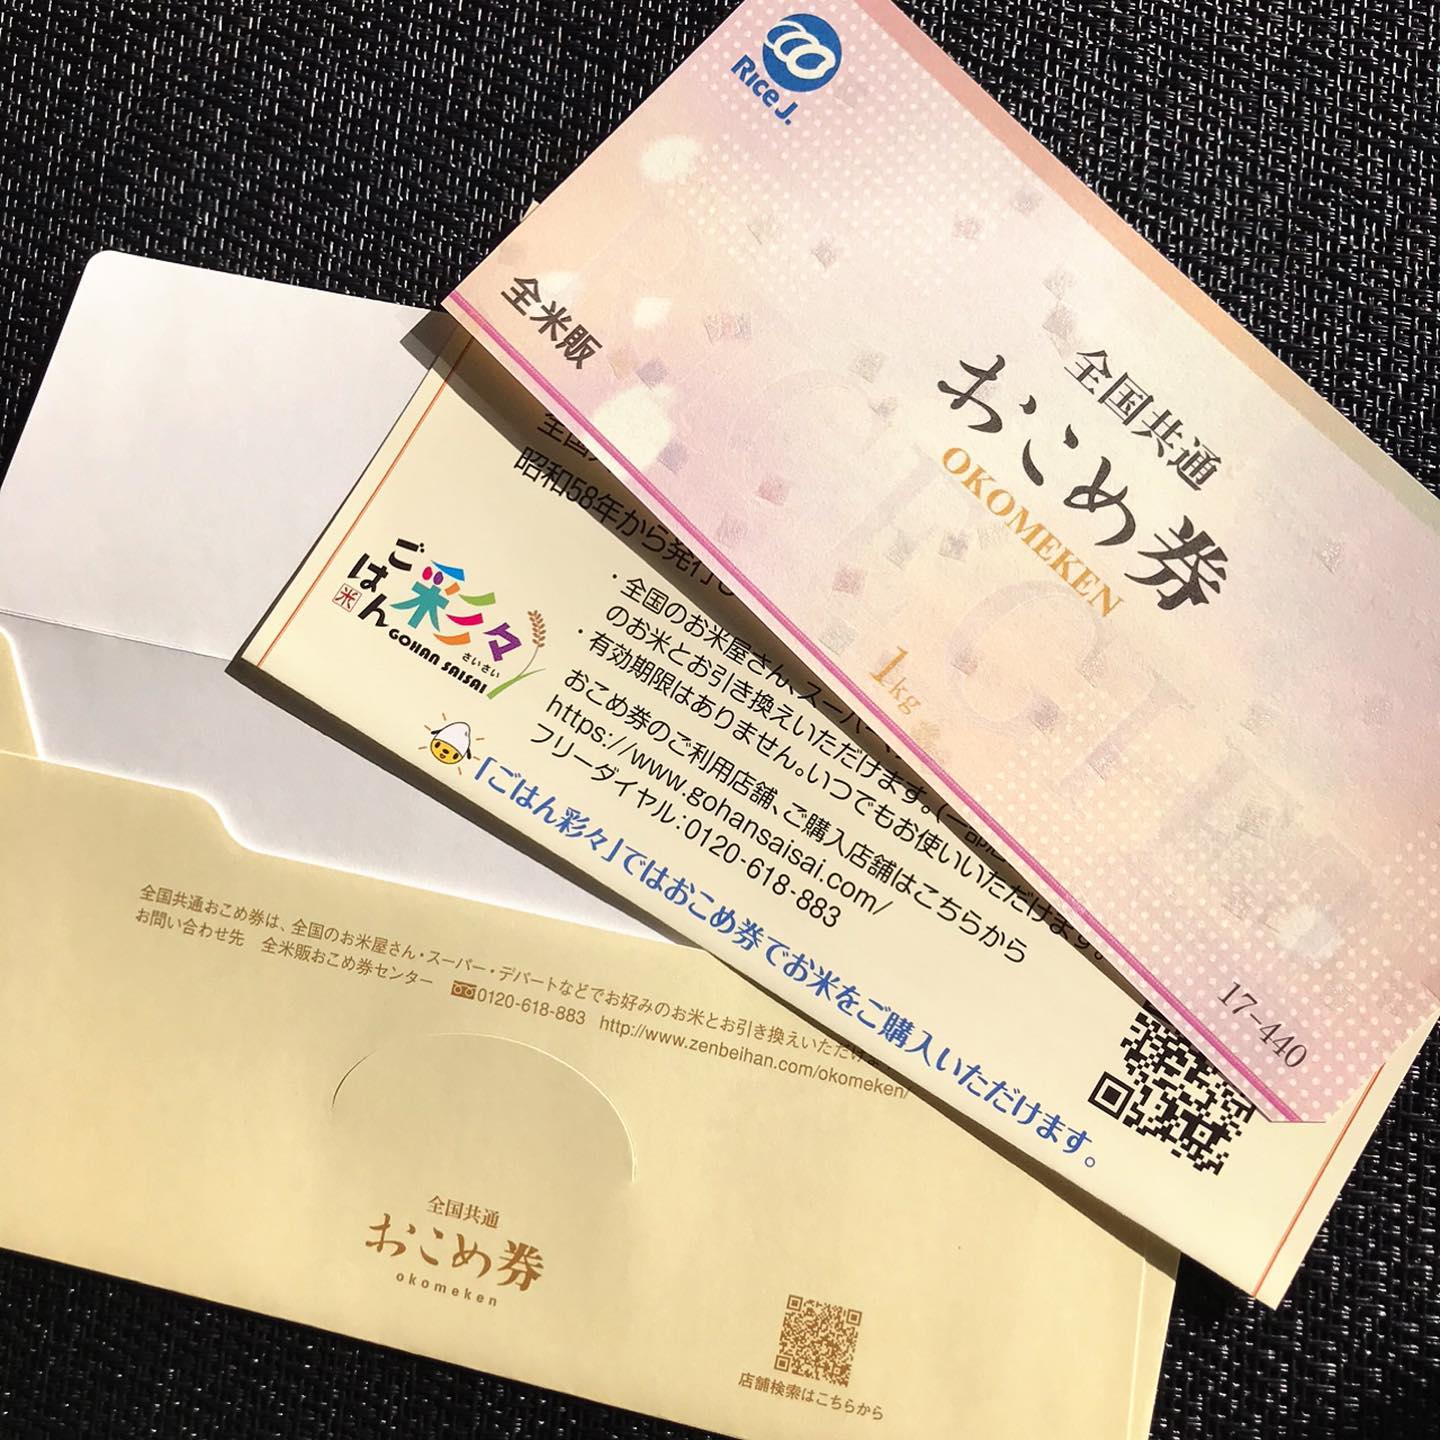 Rice J.
全米販
全国共通
おこめ券
OKOMEKEN
1kg
17-440
昭和58年から発行し
ごはん
彩々
さいさい
米
GOHAN SAISAI
・全国のお米屋さん、スーパー
のお米とお引き換えいただけます。(一部
・有効期限はありません。いつでもお使いいただけます。
おこめ券のご利用店舗、ご購入店舗はこちらから
https://www.gohansaisai.com/
フリーダイヤル:0120-618-883
「ごはん彩々」ではおこめ券でお米をご購入いただけます。
全国共通おこめ券は、全国のお米屋さん・スーパー・デパートなどでお好みのお米とお引き換えいただけま
お問い合わせ先 全米販おこめ券センター 0120-618-883 http://www.zenbeihan.com/okomeken/
全国共通
おこめ券
okomeken
店舗検索はこちらから